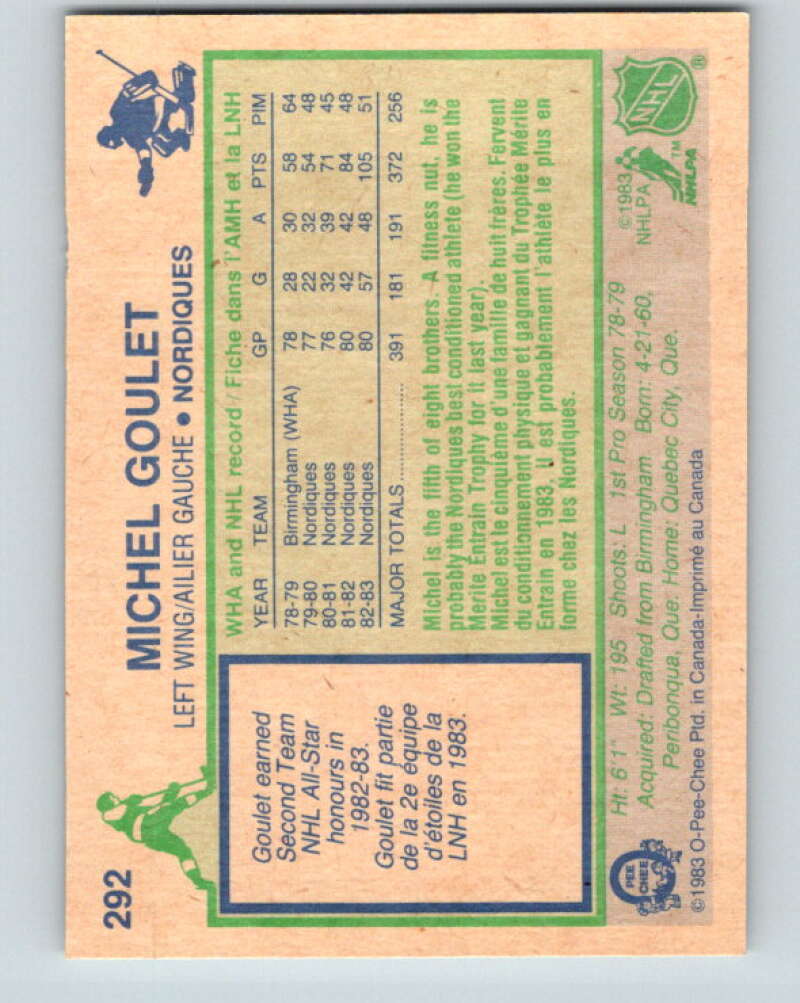 292
MICHEL GOULET
LEFT WING/AILIER GAUCHE • NORDIQUES
Goulet earned
Second Team
NHL All-Star
honours in
1982-83.
Goulet fit partie
de la 2e équipe
d'étoiles de la
LNH en 1983.
WHA and NHL record / Fiche dans l'AMH et la LNH
YEAR TEAM GP G A PTS PIM
78-79 Birmingham (WHA) 78 28 30 58 64
79-80 Nordiques 77 22 32 54 48
80-81 Nordiques 76 32 39 71 45
81-82 Nordiques 80 42 42 84 48
82-83 Nordiques 80 57 48 105 51
MAJOR TOTALS 391 181 191 372 256
Michel is the fifth of eight brothers. A fitness nut, he is
probably the Nordiques best conditioned athlete (he won the
Merite Entrain Trophy for it last year).
Michel est le cinquième d'une famille de huit frères. Fervent
du conditionnement physique et gagnant du Trophée Mérite
Entrain en 1983, il est probablement l'athlète le plus en
forme chez les Nordiques.
PEE
CHEE
Ht: 6'1" Wt: 195 Shoots: L 1st Pro Season 78-79
Acquired: Drafted from Birmingham Born: 4-21-60,
Peribonqua, Que. Home: Quebec City, Que.
©1983 O-Pee-Chee Ptd. in Canada-Imprimé au Canada
©1983
NHLPA
NHLPA
TM
NHL
®